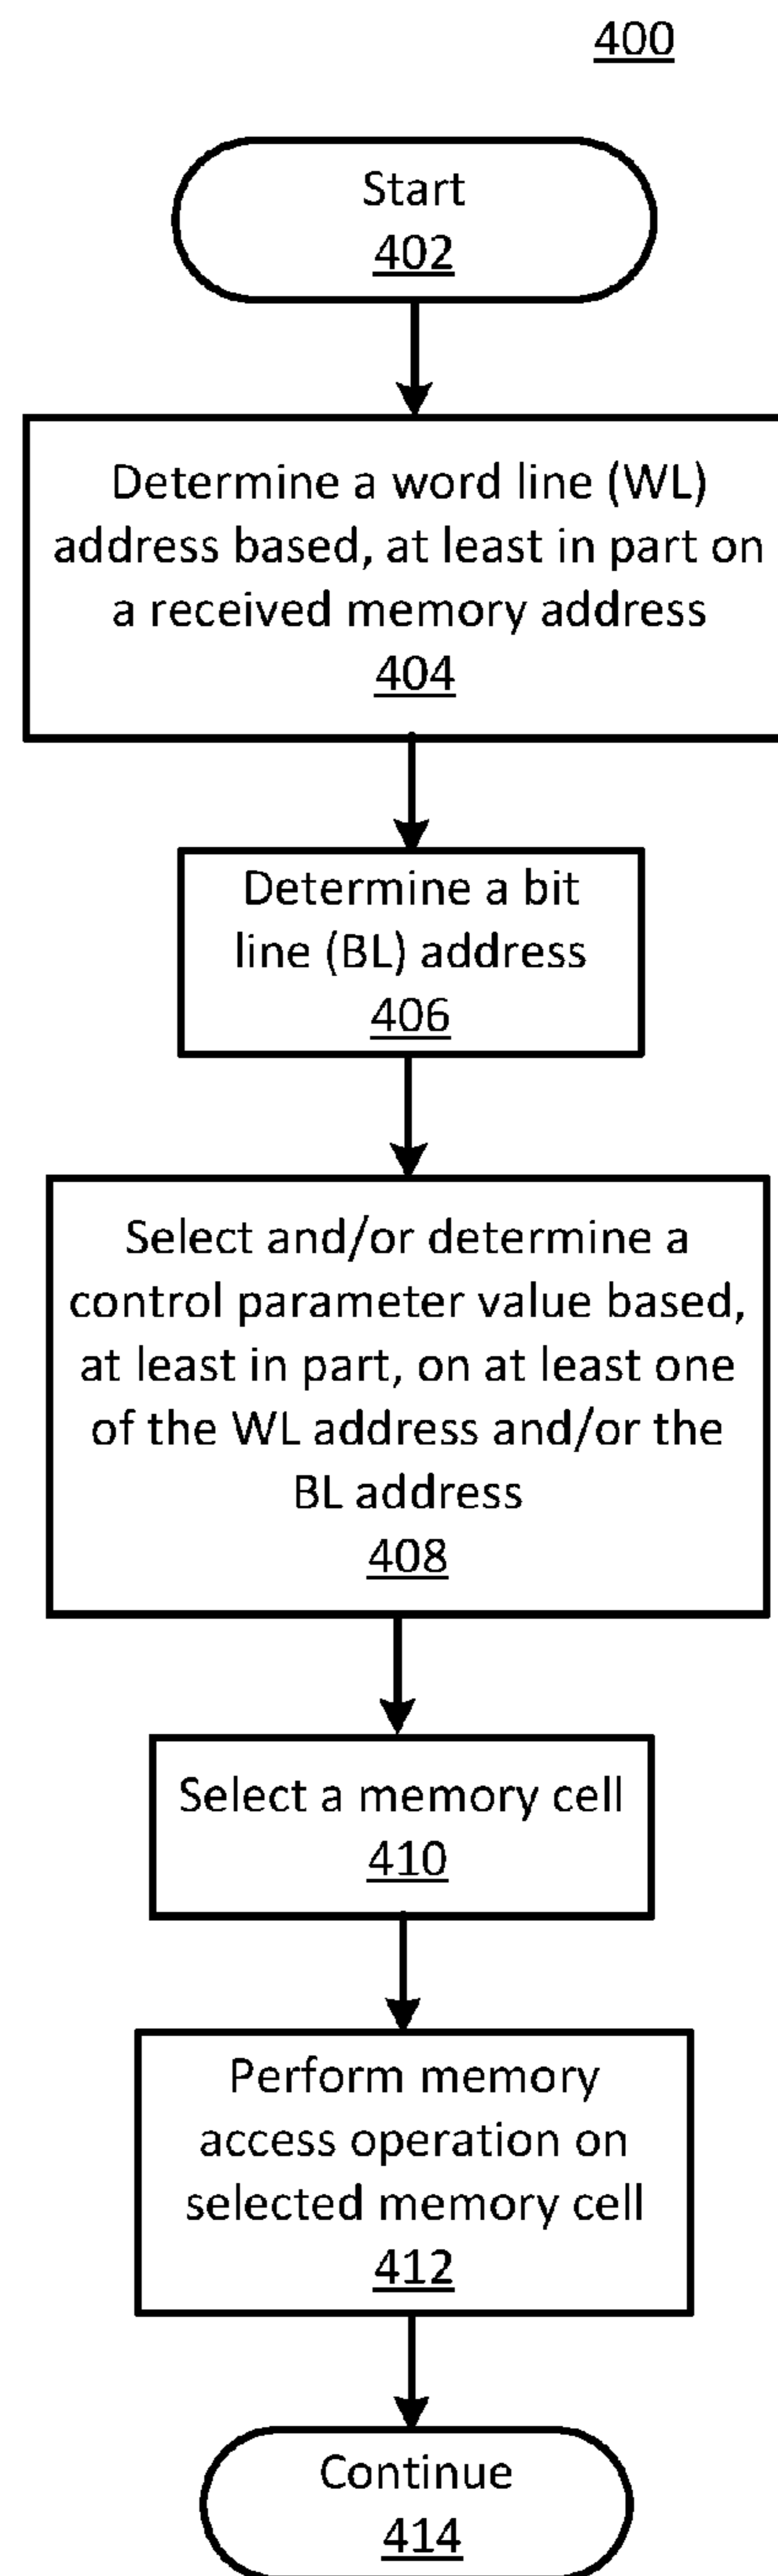 400
Start
402
Determine a word line (WL)
address based, at least in part on
a received memory address
404
Determine a bit
line (BL) address
406
Select and/or determine a
control parameter value based,
at least in part, on at least one
of the WL address and/or the
BL address
408
Select a memory cell
410
Perform memory
access operation on
selected memory cell
412
Continue
414